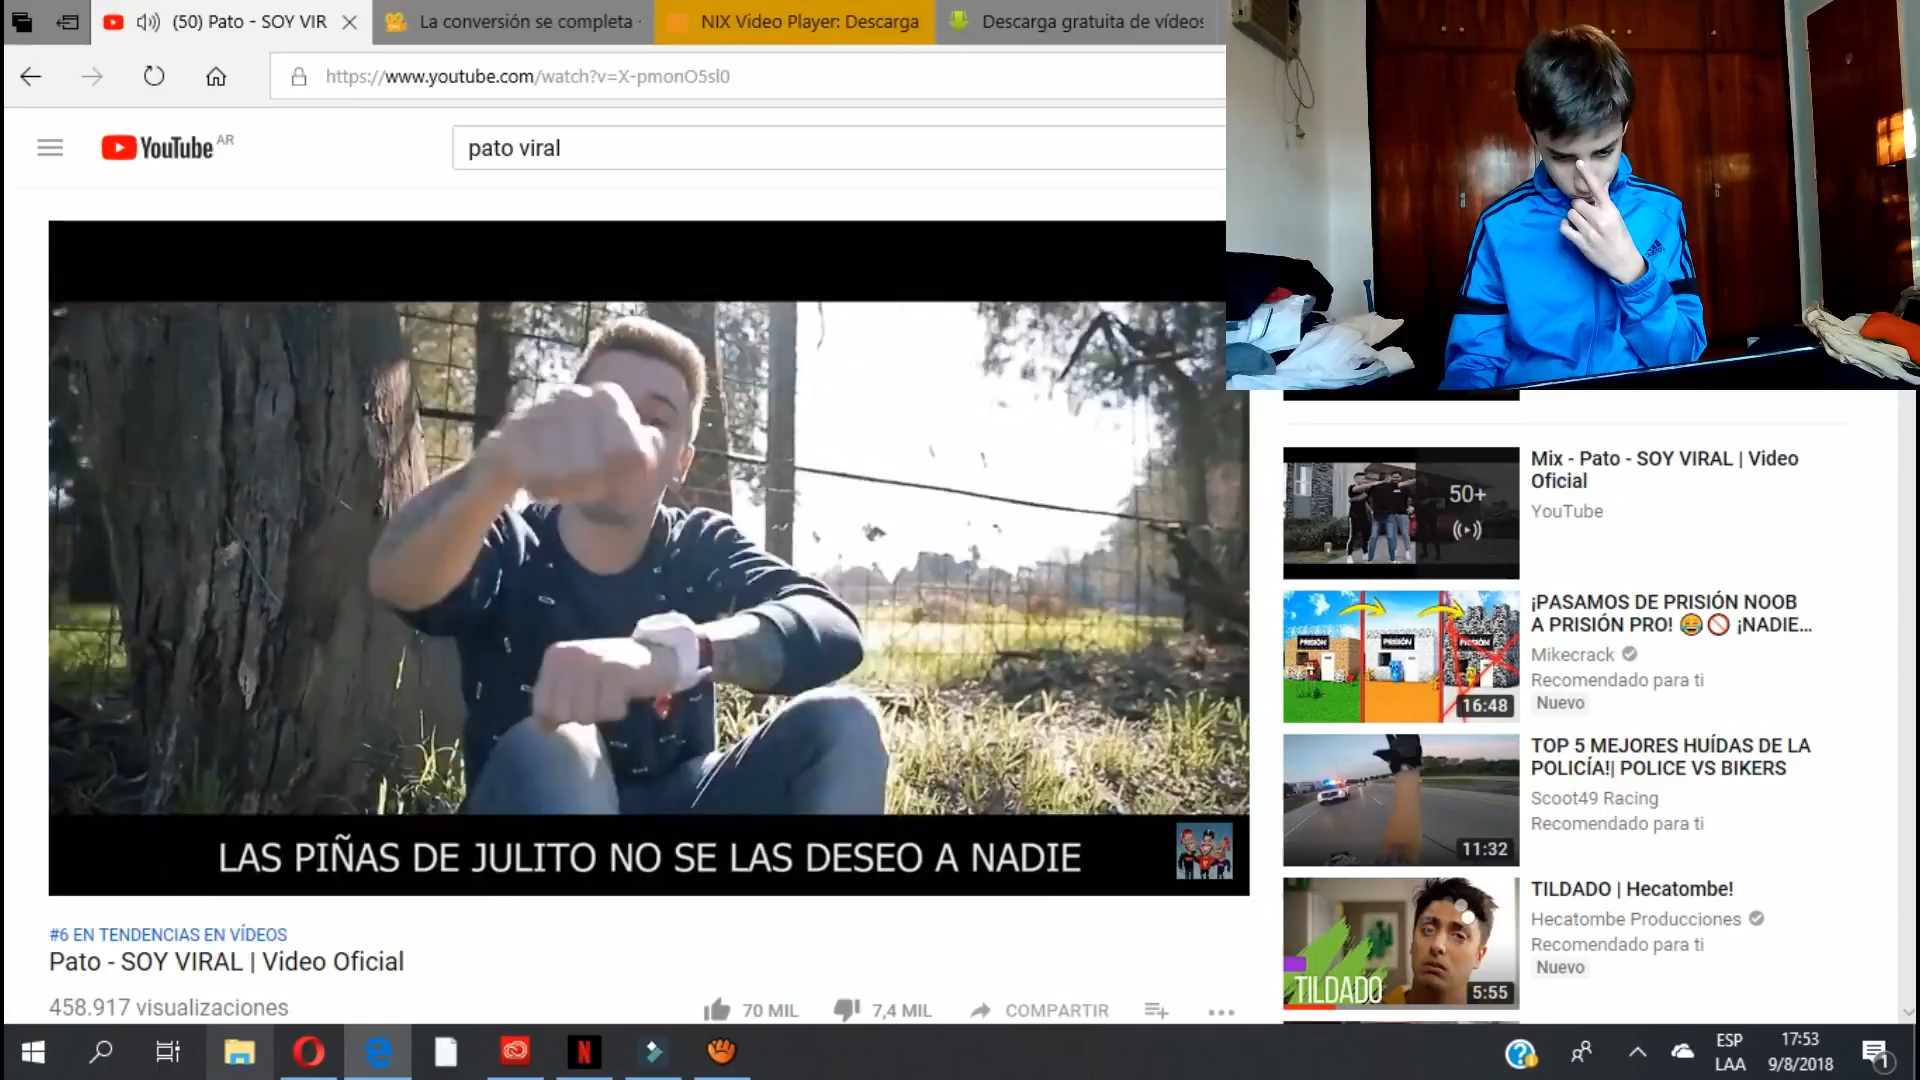 (50) Pato - SOY VIR
La conversión se completa
NIX Video Player: Descarga
Descarga gratuita de vídeos
https://www.youtube.com/watch?v=X-pmonO5sl0
YouTube AR
pato viral
LAS PIÑAS DE JULITO NO SE LAS DESEO A NADIE
#6 EN TENDENCIAS EN VÍDEOS
Pato - SOY VIRAL | Video Oficial
458.917 visualizaciones
70 MIL
7,4 MIL
COMPARTIR
50+
Mix - Pato - SOY VIRAL | Video
Oficial
YouTube
PRISIÓN
PRISIÓN
PRISIÓN
16:48
¡PASAMOS DE PRISIÓN NOOB
A PRISIÓN PRO! 😂🚫 ¡NADIE...
Mikecrack
Recomendado para ti
Nuevo
11:32
TOP 5 MEJORES HUÍDAS DE LA
POLICÍA!| POLICE VS BIKERS
Scoot49 Racing
Recomendado para ti
TILDADO
5:55
TILDADO | Hecatombe!
Hecatombe Producciones
Recomendado para ti
Nuevo
adidas
ESP
LAA
17:53
9/8/2018
1